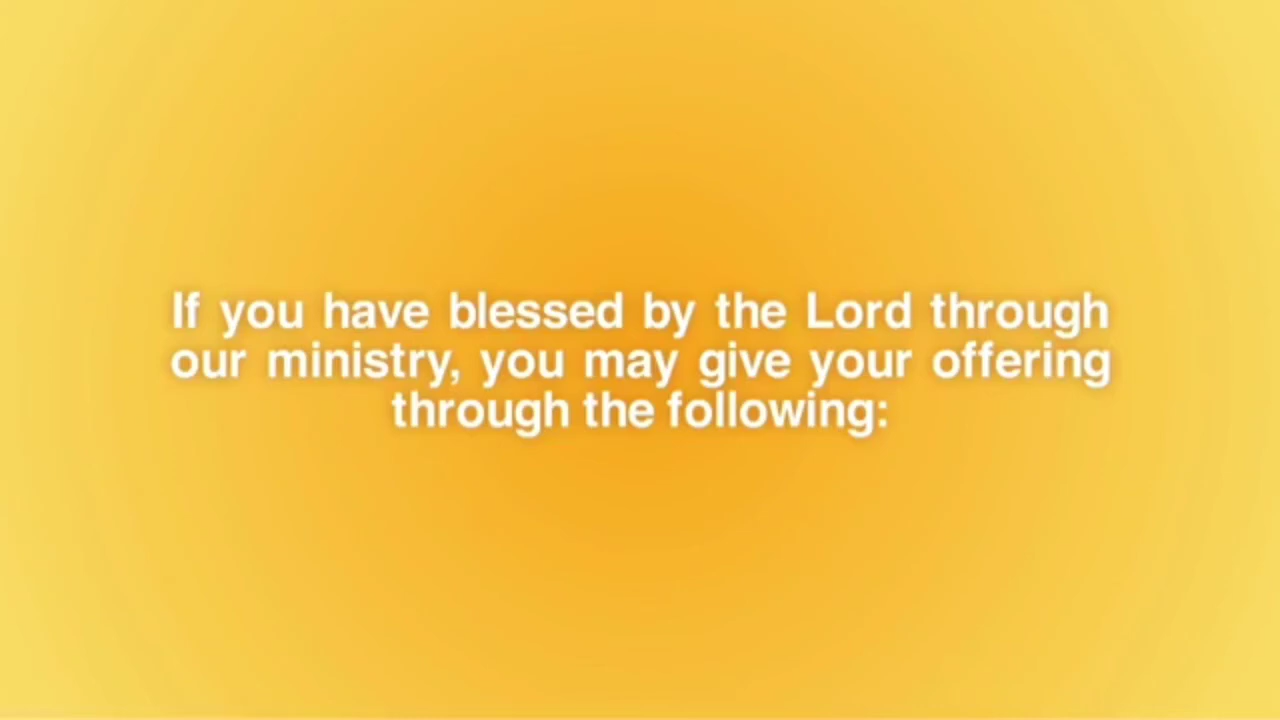 If you have blessed by the Lord through
our ministry, you may give your offering
through the following: